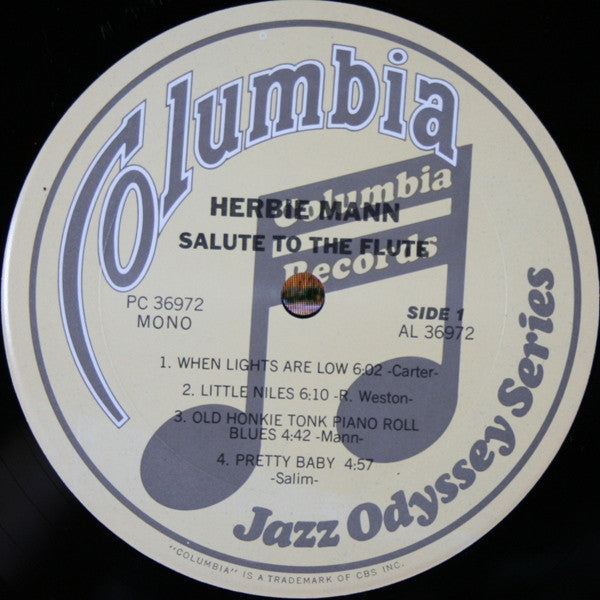 Columbia
Columbia
Records
HERBIE MANN
SALUTE TO THE FLUTE
PC 36972
MONO
SIDE 1
AL 36972
1. WHEN LIGHTS ARE LOW 6:02 -Carter-
2. LITTLE NILES 6:10 -R. Weston-
3. OLD HONKIE TONK PIANO ROLL
BLUES 4:42 -Mann-
4. PRETTY BABY 4:57
-Salim-
Jazz Odyssey Series
"COLUMBIA" IS A TRADEMARK OF CBS INC.